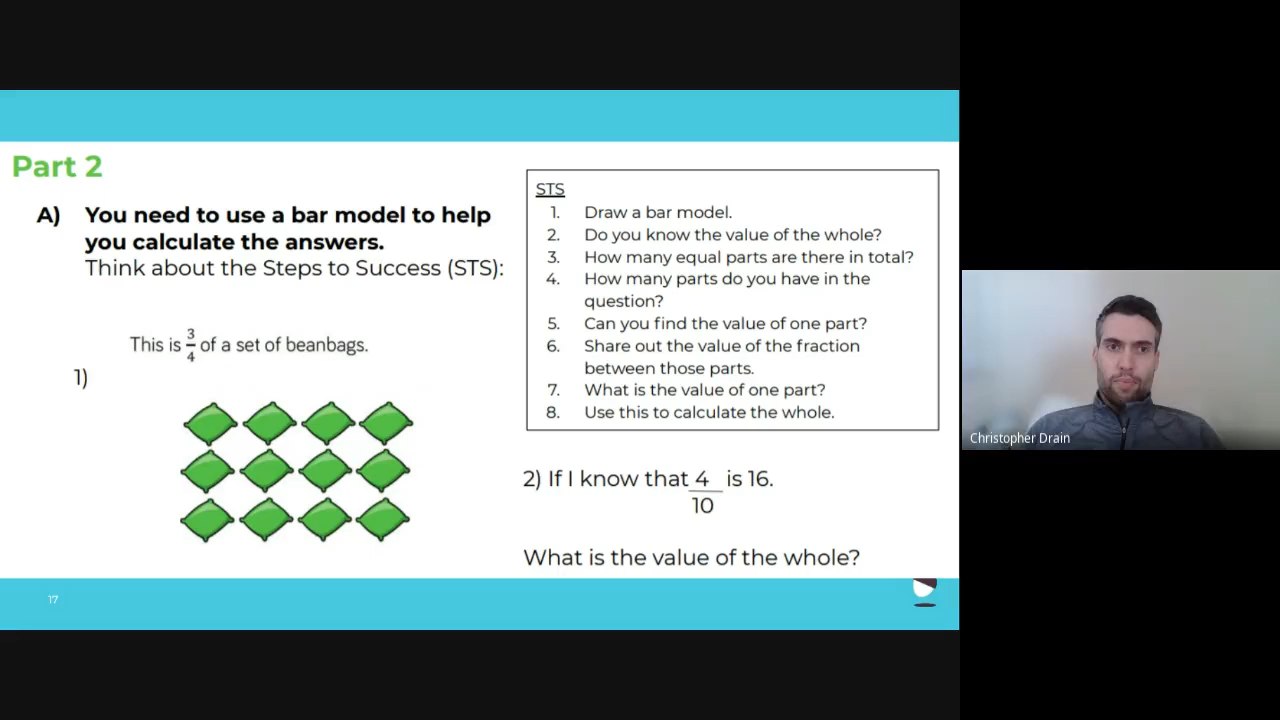 Part 2
A) You need to use a bar model to help
you calculate the answers.
Think about the Steps to Success (STS):
This is 3/4 of a set of beanbags.
1)
STS
1. Draw a bar model.
2. Do you know the value of the whole?
3. How many equal parts are there in total?
4. How many parts do you have in the
question?
5. Can you find the value of one part?
6. Share out the value of the fraction
between those parts.
7. What is the value of one part?
8. Use this to calculate the whole.
2) If I know that 4/10 is 16.
What is the value of the whole?
17
Christopher Drain